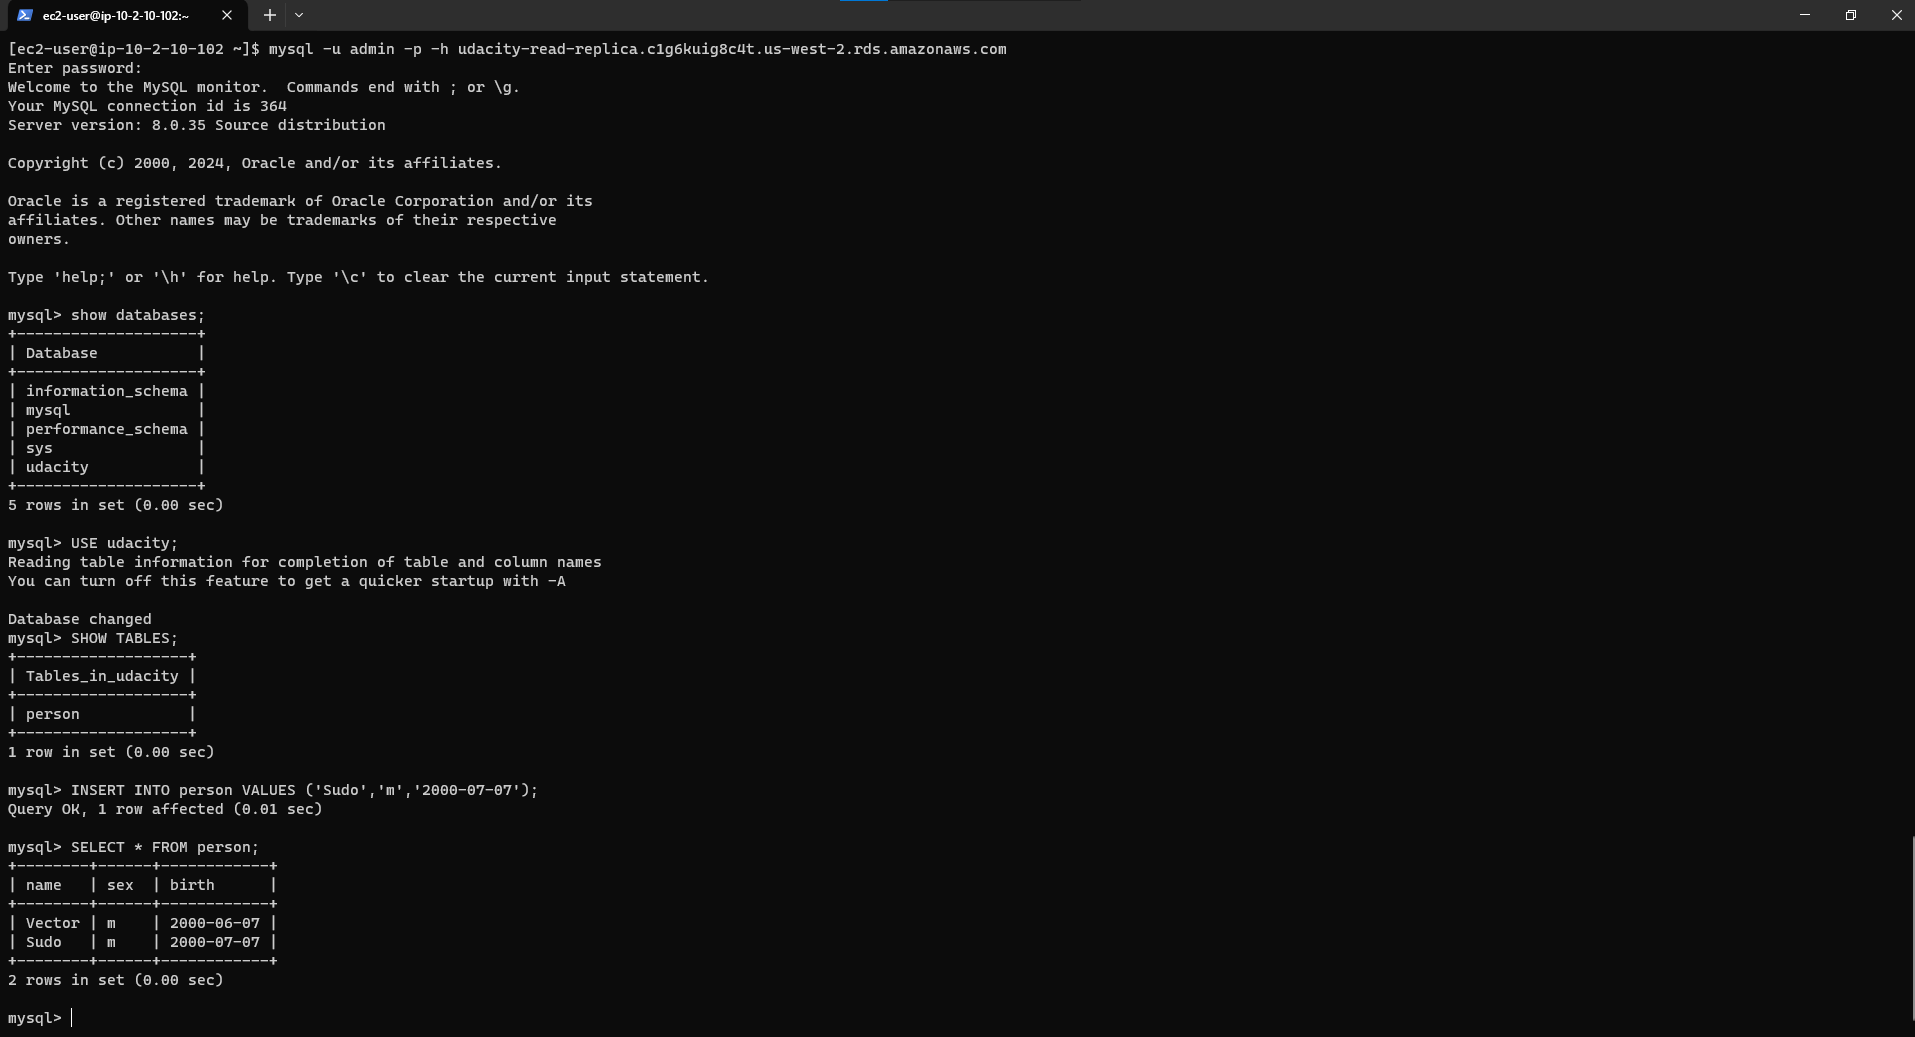 ec2-user@ip-10-2-10-102:~
[ec2-user@ip-10-2-10-102 ~]$ mysql -u admin -p -h udacity-read-replica.c1g6kuig8c4t.us-west-2.rds.amazonaws.com
Enter password:
Welcome to the MySQL monitor.  Commands end with ; or \g.
Your MySQL connection id is 364
Server version: 8.0.35 Source distribution

Copyright (c) 2000, 2024, Oracle and/or its affiliates.

Oracle is a registered trademark of Oracle Corporation and/or its
affiliates. Other names may be trademarks of their respective
owners.

Type 'help;' or '\h' for help. Type '\c' to clear the current input statement.

mysql> show databases;
+--------------------+
| Database           |
+--------------------+
| information_schema |
| mysql              |
| performance_schema |
| sys                |
| udacity            |
+--------------------+
5 rows in set (0.00 sec)

mysql> USE udacity;
Reading table information for completion of table and column names
You can turn off this feature to get a quicker startup with -A

Database changed
mysql> SHOW TABLES;
+-------------------+
| Tables_in_udacity |
+-------------------+
| person            |
+-------------------+
1 row in set (0.00 sec)

mysql> INSERT INTO person VALUES ('Sudo','m','2000-07-07');
Query OK, 1 row affected (0.01 sec)

mysql> SELECT * FROM person;
+--------+------+------------+
| name   | sex  | birth      |
+--------+------+------------+
| Vector | m    | 2000-06-07 |
| Sudo   | m    | 2000-07-07 |
+--------+------+------------+
2 rows in set (0.00 sec)

mysql>